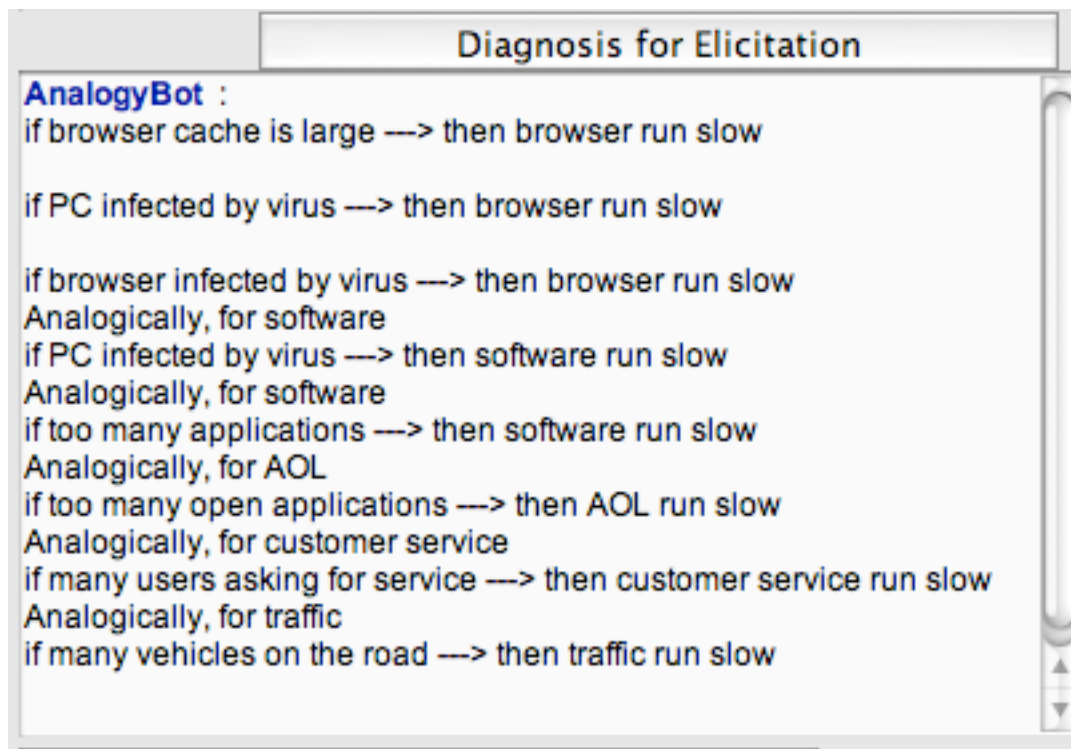 Diagnosis for Elicitation
AnalogyBot :
if browser cache is large ---> then browser run slow
if PC infected by virus ---> then browser run slow
if browser infected by virus ---> then browser run slow
Analogically, for software
if PC infected by virus ---> then software run slow
Analogically, for software
if too many applications ---> then software run slow
Analogically, for AOL
if too many open applications ---> then AOL run slow
Analogically, for customer service
if many users asking for service ---> then customer service run slow
Analogically, for traffic
if many vehicles on the road ---> then traffic run slow